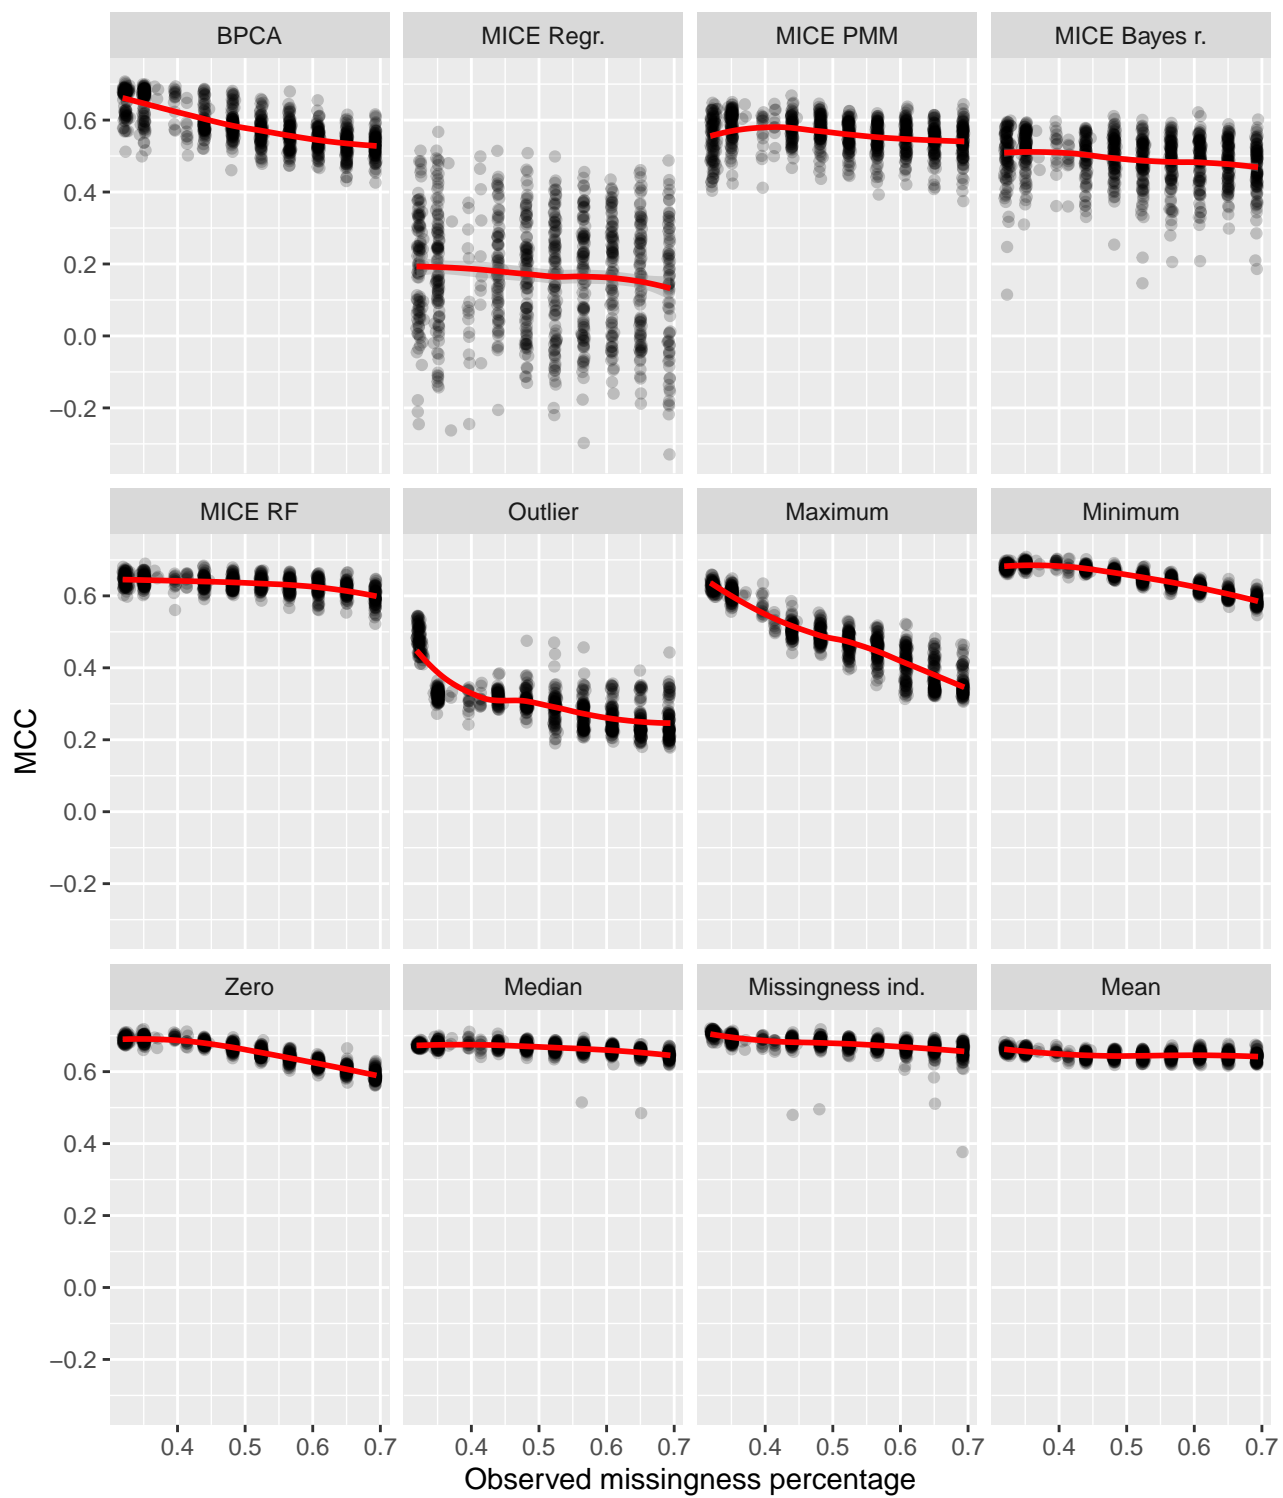 BPCA MICE Regr. MICE PMM MICE Bayes r.
0.6
0.4
0.2
0.0
−0.2
MICE RF Outlier Maximum Minimum
0.6
0.4
0.2
0.0
−0.2
MCC
Zero Median Missingness ind. Mean
0.6
0.4
0.2
0.0
−0.2
0.4 0.5 0.6 0.7 0.4 0.5 0.6 0.7 0.4 0.5 0.6 0.7 0.4 0.5 0.6 0.7
Observed missingness percentage